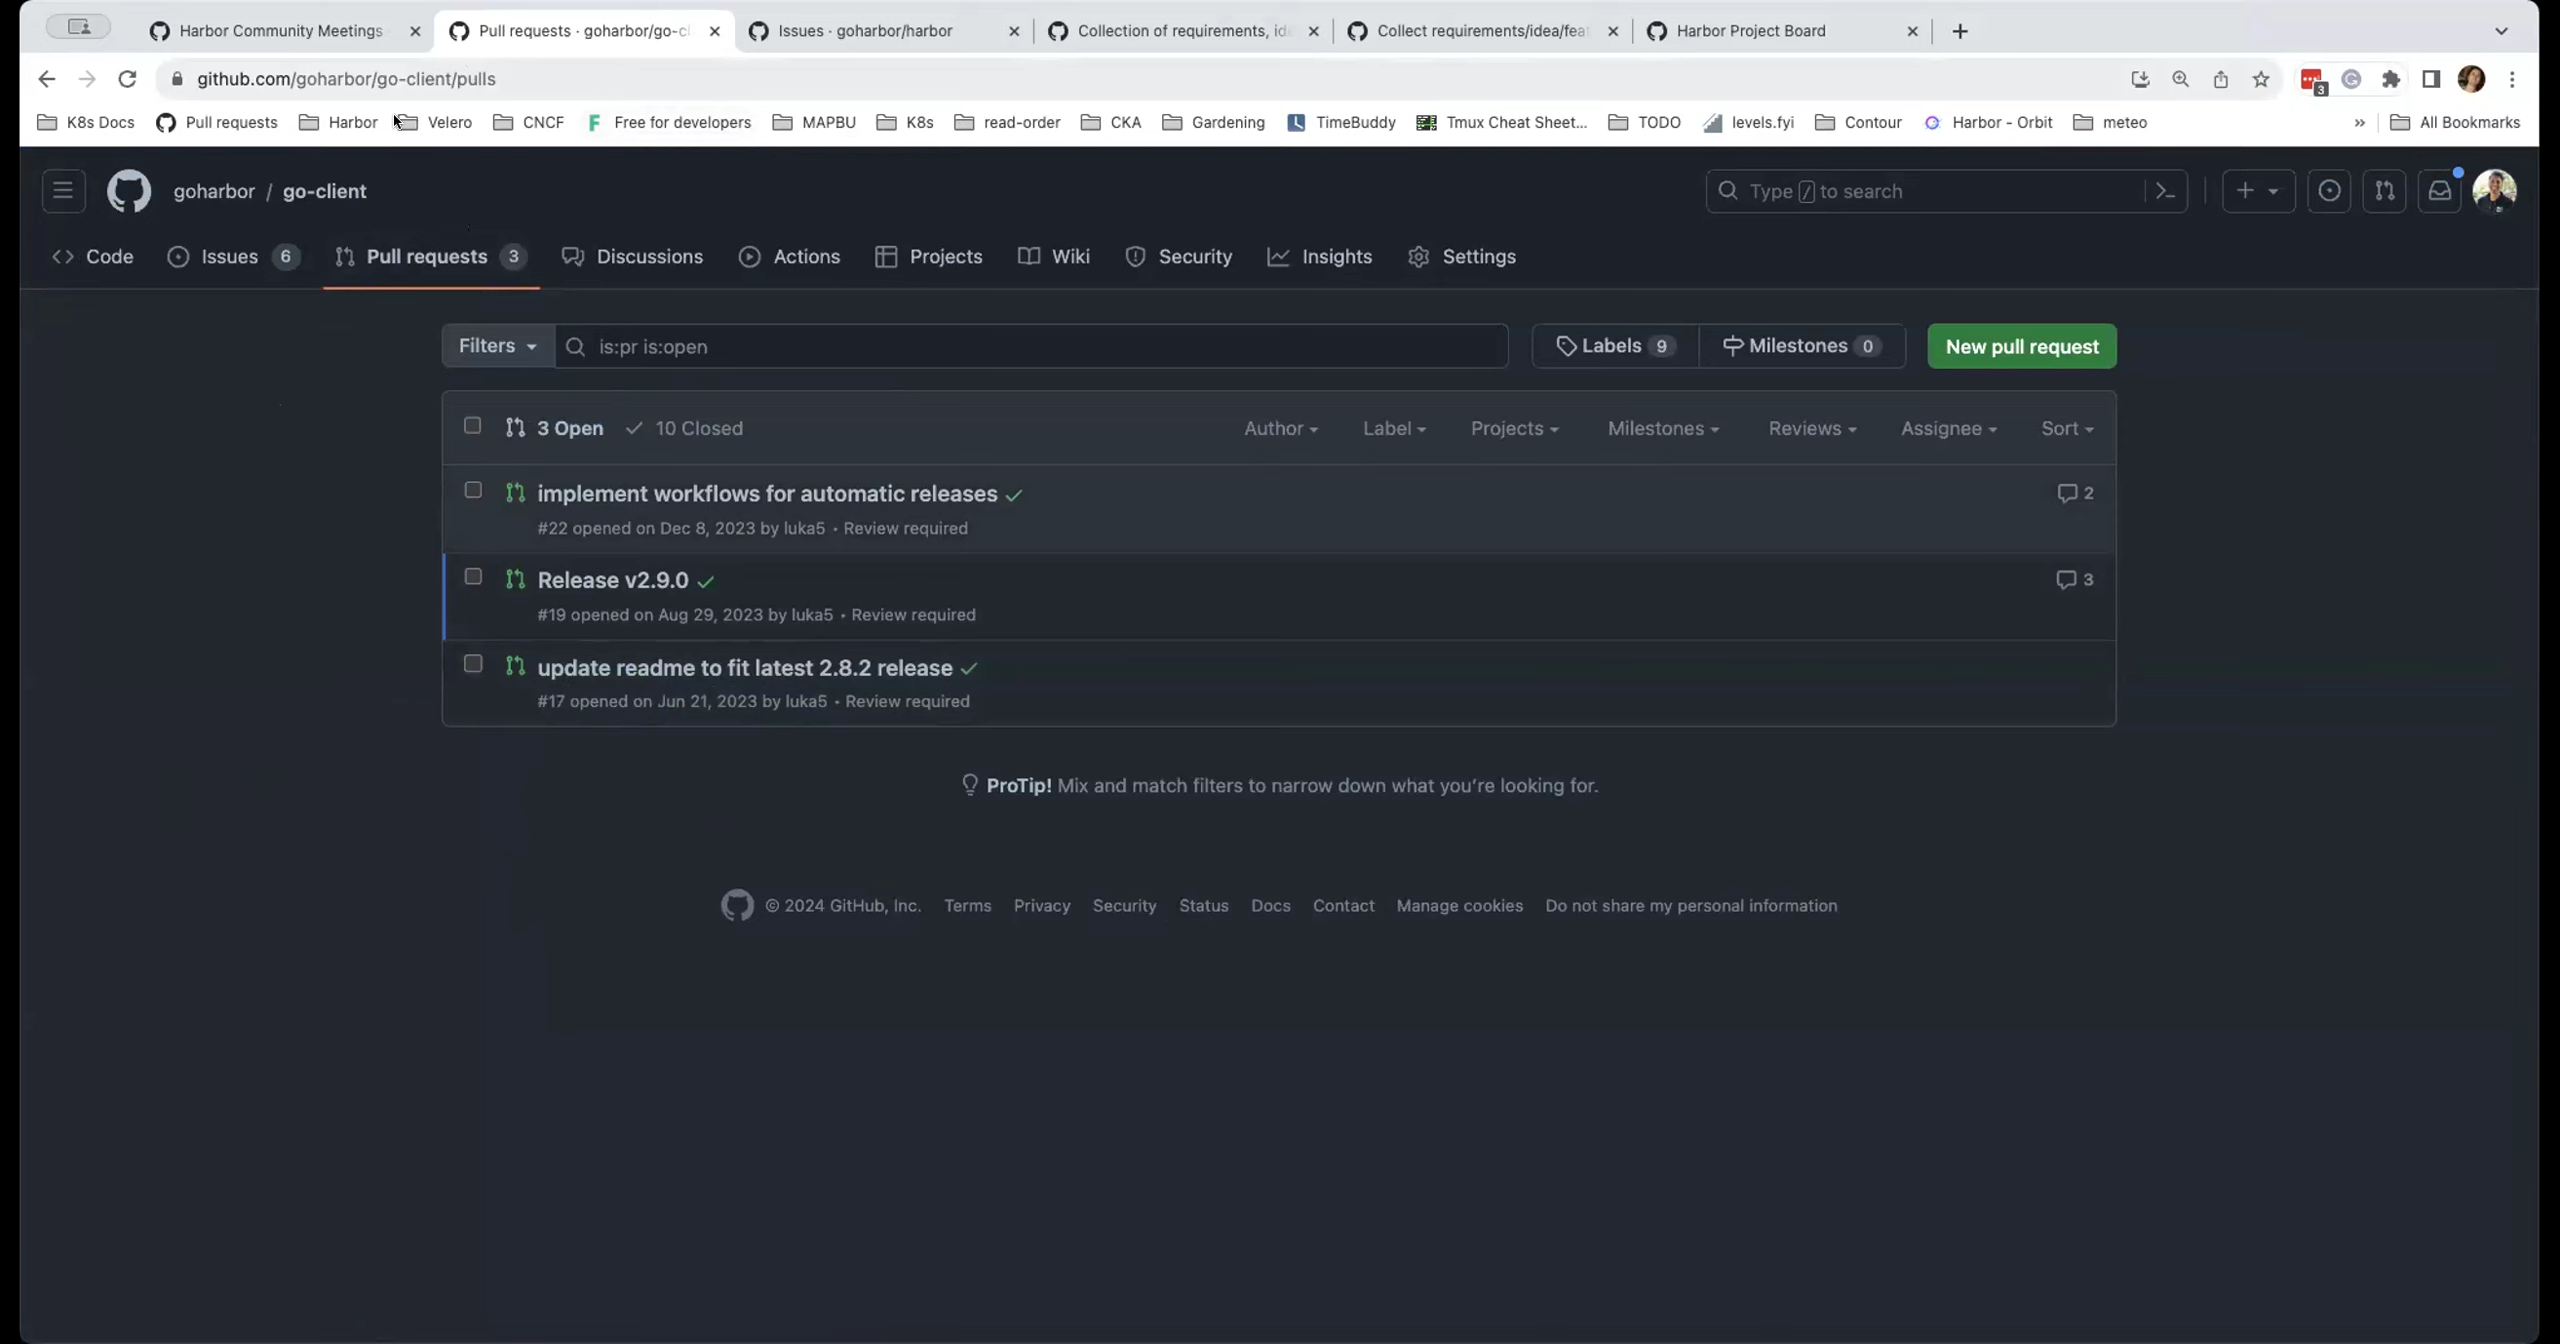 Harbor Community Meetings
Pull requests · goharbor/go-cl
Issues · goharbor/harbor
Collection of requirements, id
Collect requirements/idea/fea
Harbor Project Board
github.com/goharbor/go-client/pulls
3
K8s Docs
Pull requests
Harbor
Velero
CNCF
Free for developers
MAPBU
K8s
read-order
CKA
Gardening
TimeBuddy
Tmux Cheat Sheet...
TODO
levels.fyi
Contour
Harbor - Orbit
meteo
»
All Bookmarks
goharbor / go-client
Type / to search
Code
Issues 6
Pull requests 3
Discussions
Actions
Projects
Wiki
Security
Insights
Settings
Filters
is:pr is:open
Labels 9
Milestones 0
New pull request
3 Open
10 Closed
Author
Label
Projects
Milestones
Reviews
Assignee
Sort
implement workflows for automatic releases
2
#22 opened on Dec 8, 2023 by luka5 • Review required
Release v2.9.0
3
#19 opened on Aug 29, 2023 by luka5 • Review required
update readme to fit latest 2.8.2 release
#17 opened on Jun 21, 2023 by luka5 • Review required
ProTip! Mix and match filters to narrow down what you’re looking for.
© 2024 GitHub, Inc.
Terms
Privacy
Security
Status
Docs
Contact
Manage cookies
Do not share my personal information